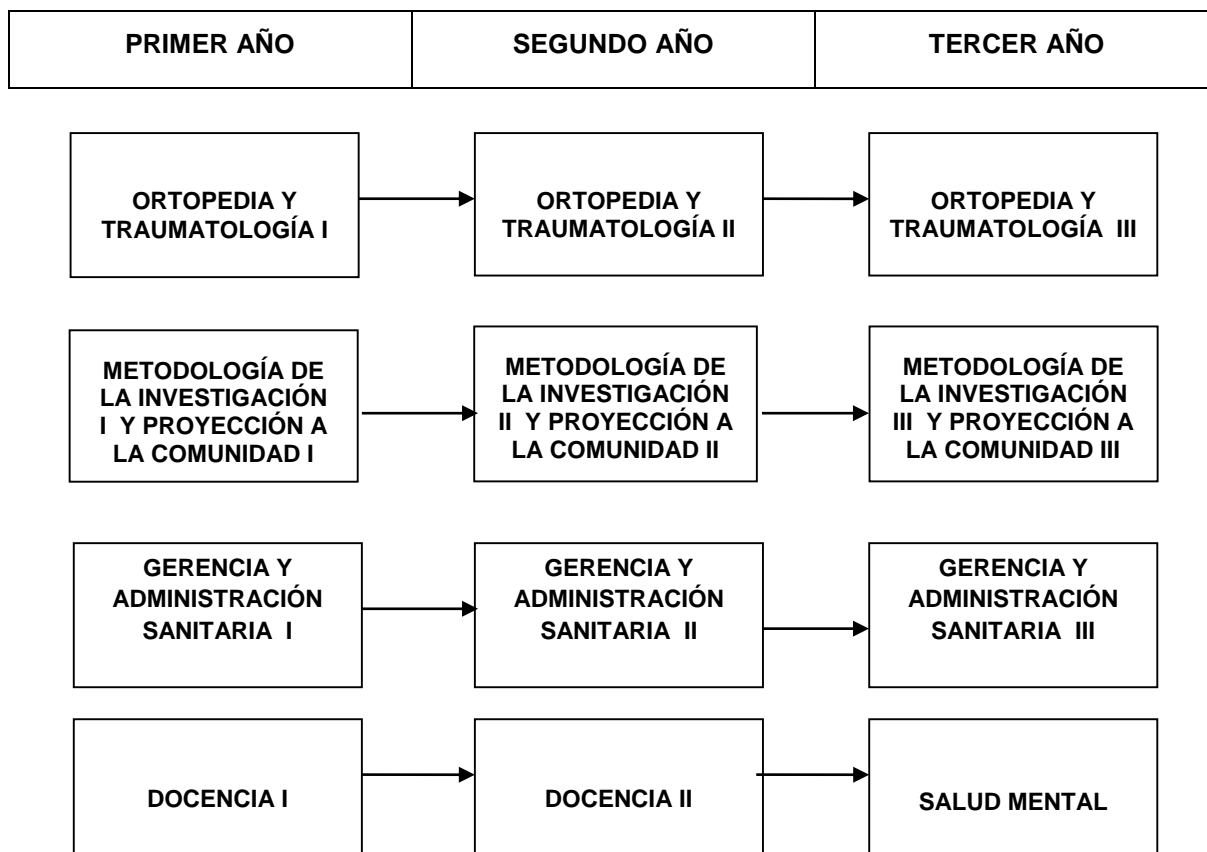 PRIMER AÑO
SEGUNDO AÑO
TERCER AÑO
ORTOPEDIA Y
TRAUMATOLOGÍA I
ORTOPEDIA Y
TRAUMATOLOGÍA II
ORTOPEDIA Y
TRAUMATOLOGÍA III
METODOLOGÍA DE
LA INVESTIGACIÓN
I Y PROYECCIÓN A
LA COMUNIDAD I
METODOLOGÍA DE
LA INVESTIGACIÓN
II Y PROYECCIÓN A
LA COMUNIDAD II
METODOLOGÍA DE
LA INVESTIGACIÓN
III Y PROYECCIÓN A
LA COMUNIDAD III
GERENCIA Y
ADMINISTRACIÓN
SANITARIA I
GERENCIA Y
ADMINISTRACIÓN
SANITARIA II
GERENCIA Y
ADMINISTRACIÓN
SANITARIA III
DOCENCIA I
DOCENCIA II
SALUD MENTAL